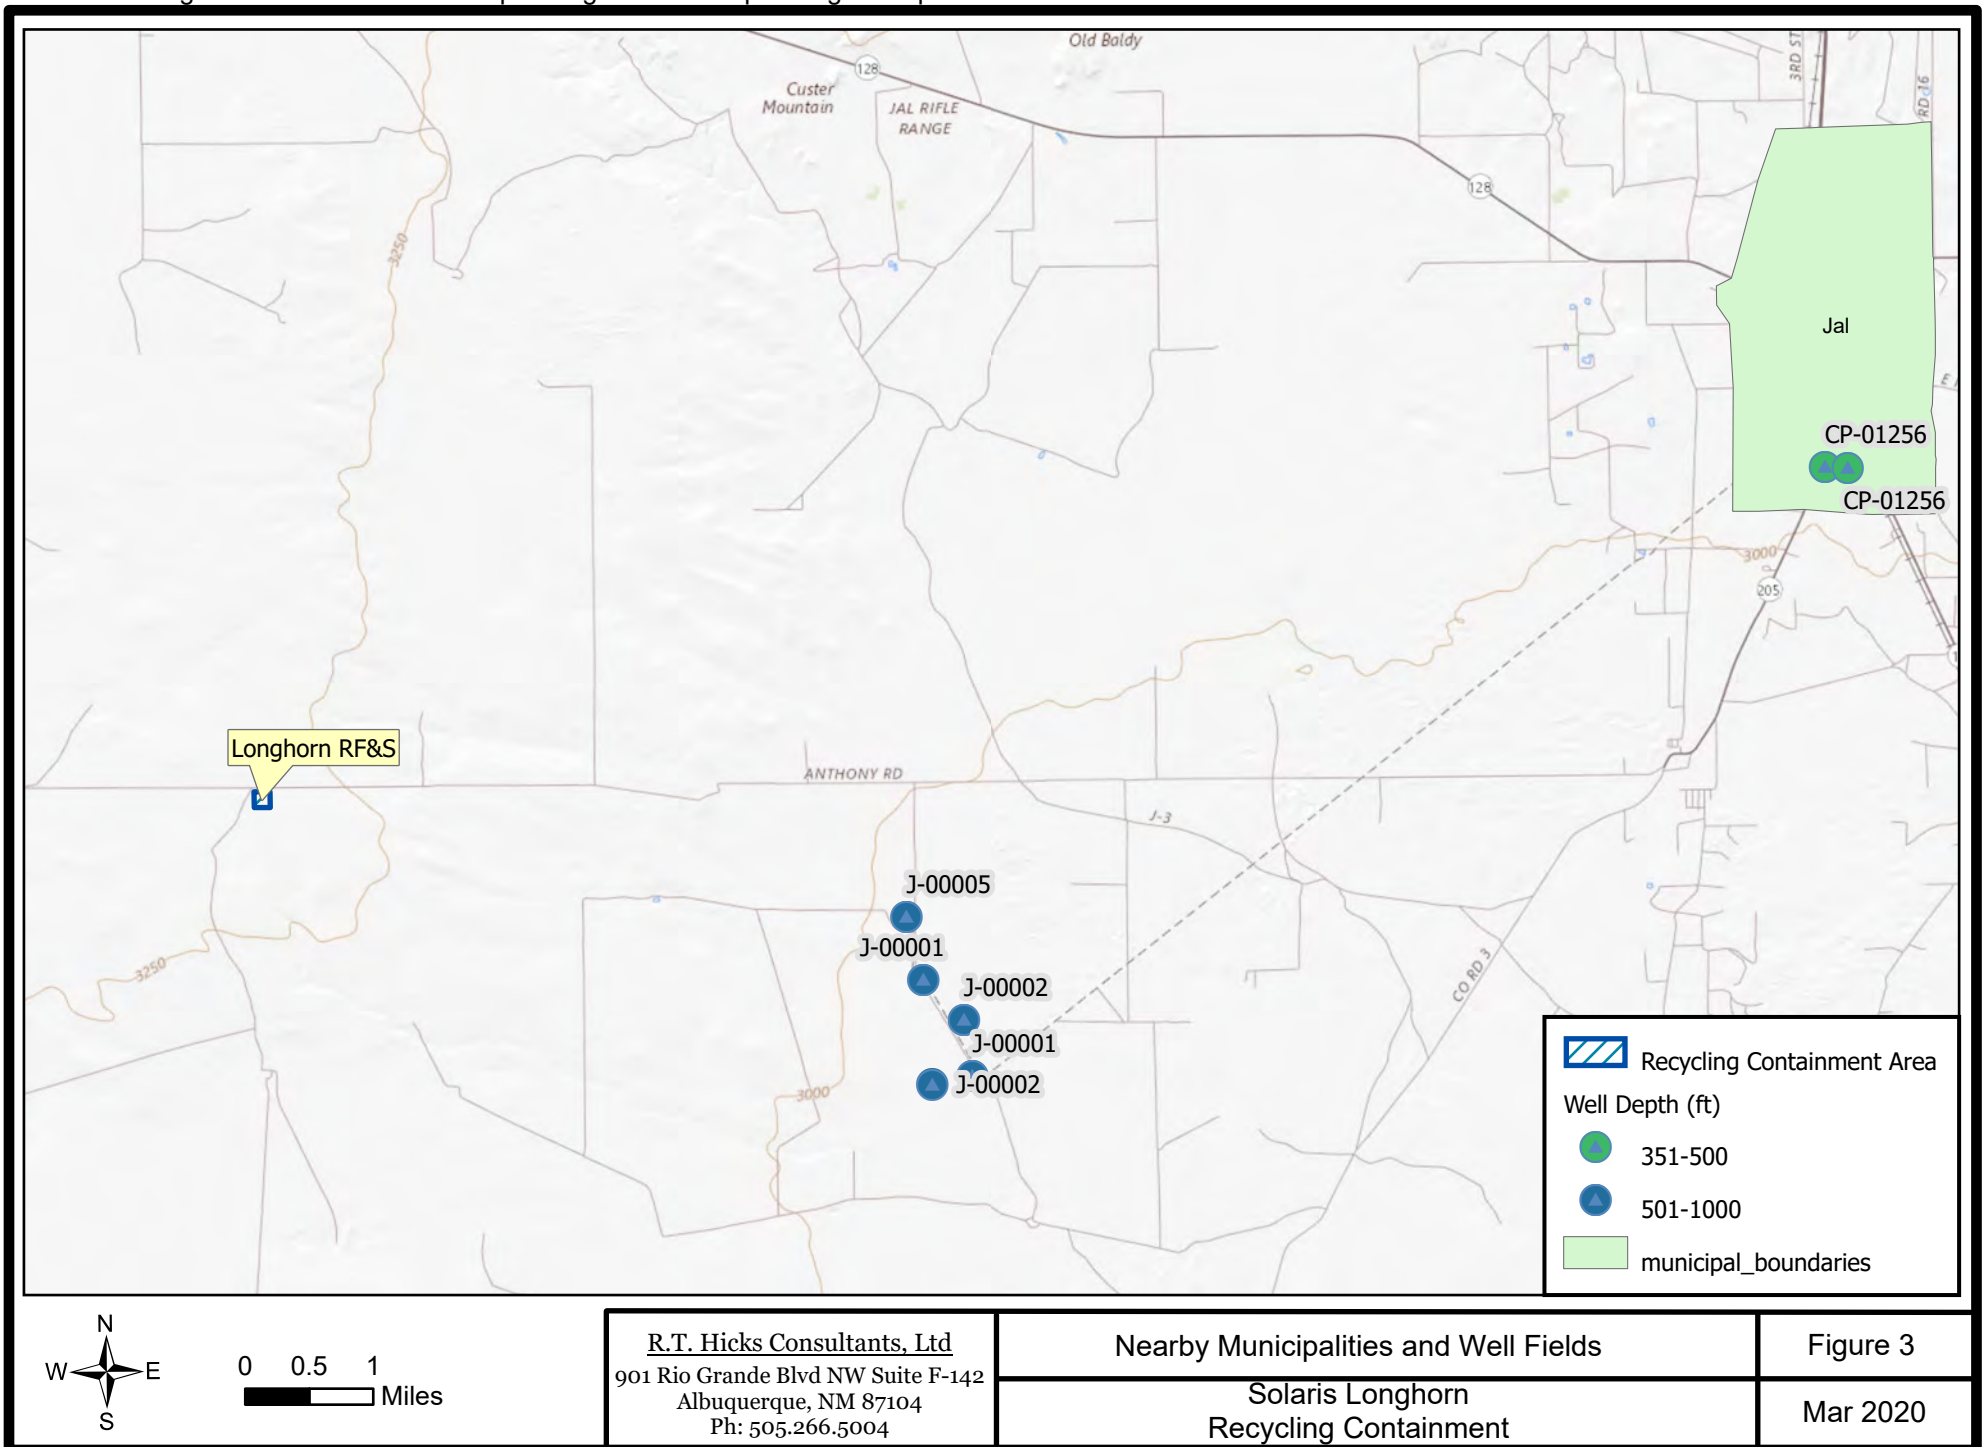 Old Baldy
128
Custer
Mountain
JAL RIFLE
RANGE
3RD ST
RD 16
128
3250
Jal
CP-01256
CP-01256
3000
205
Longhorn RF&S
ANTHONY RD
J-3
J-00005
J-00001
3250
J-00002
CO RD 3
J-00001
J-00002
3000
Recycling Containment Area
Well Depth (ft)
351-500
501-1000
municipal_boundaries
N
W E
S
0 0.5 1
Miles
R.T. Hicks Consultants, Ltd
901 Rio Grande Blvd NW Suite F-142
Albuquerque, NM 87104
Ph: 505.266.5004
Nearby Municipalities and Well Fields
Solaris Longhorn
Recycling Containment
Figure 3
Mar 2020